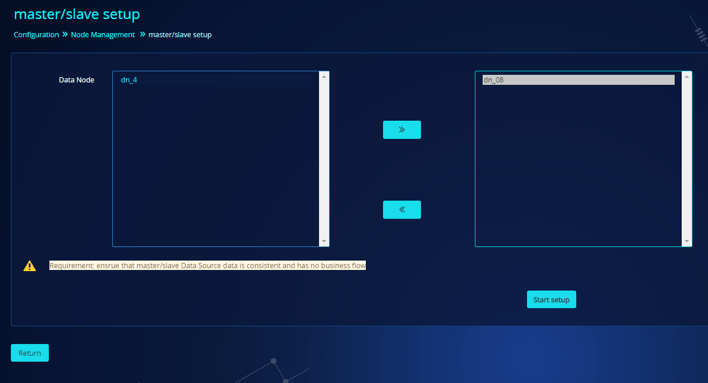 master/slave setup
Configuration » Node Management » master/slave setup
Data Node
dn_4
dn_08
»
«
Requirement: ensrue that master/slave Data Source data is consistent and has no business flow
Start setup
Return